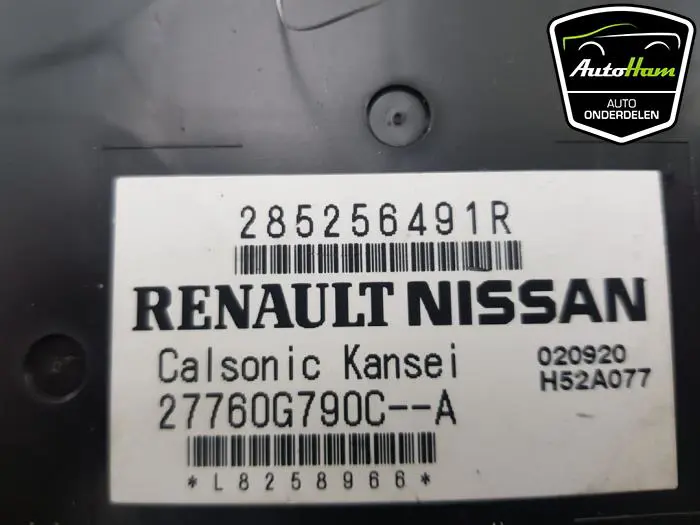 AutoHam
AUTO
ONDERDELEN
285256491R
RENAULT NISSAN
Calsonic Kansei
020920
27760G790C--A
H52A077
*L8258966*